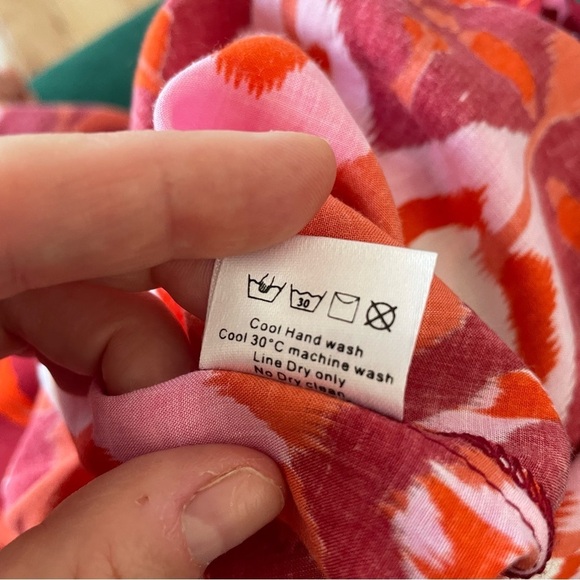 30
Cool Hand wash
Cool 30°C machine wash
Line Dry only
No Dry clean